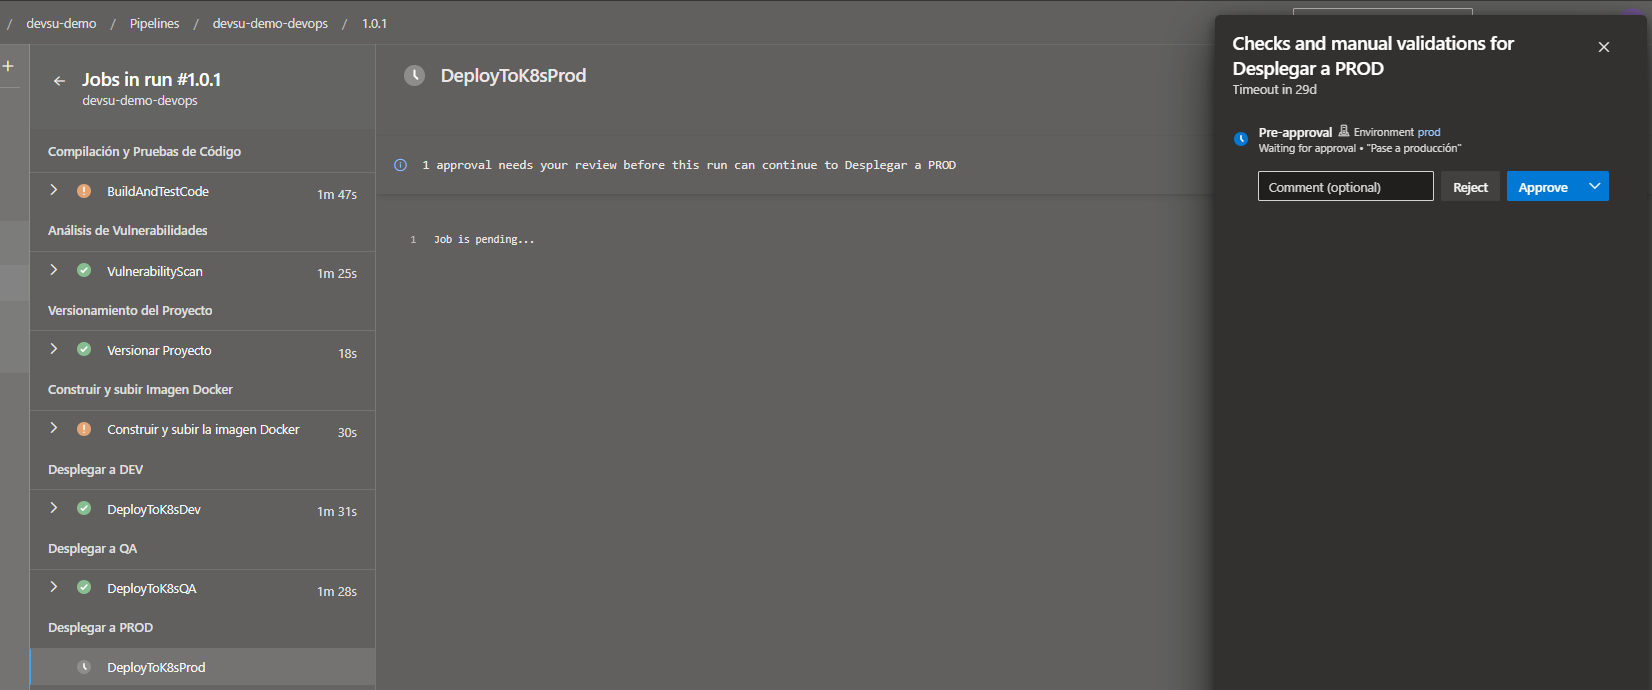 / devsu-demo / Pipelines / devsu-demo-devops / 1.0.1
Jobs in run #1.0.1
devsu-demo-devops
Compilación y Pruebas de Código
BuildAndTestCode 1m 47s
Análisis de Vulnerabilidades
VulnerabilityScan 1m 25s
Versionamiento del Proyecto
Versionar Proyecto 18s
Construir y subir Imagen Docker
Construir y subir la imagen Docker 30s
Desplegar a DEV
DeployToK8sDev 1m 31s
Desplegar a QA
DeployToK8sQA 1m 28s
Desplegar a PROD
DeployToK8sProd
DeployToK8sProd
1 approval needs your review before this run can continue to Desplegar a PROD
1 Job is pending...
Checks and manual validations for
Desplegar a PROD
Timeout in 29d
Pre-approval Environment prod
Waiting for approval • "Pase a producción"
Comment (optional) Reject Approve